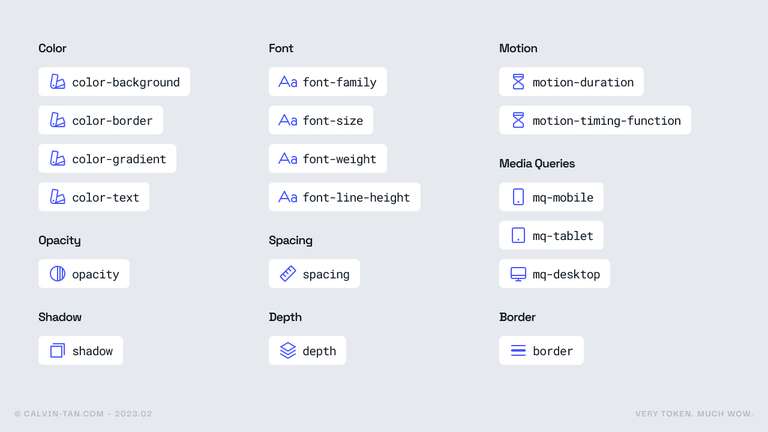 Color
color-background
color-border
color-gradient
color-text
Opacity
opacity
Shadow
shadow
Font
Aa font-family
Aa font-size
Aa font-weight
Aa font-line-height
Spacing
spacing
Depth
depth
Motion
motion-duration
motion-timing-function
Media Queries
mq-mobile
mq-tablet
mq-desktop
Border
border
© CALVIN-TAN.COM – 2023.02
VERY TOKEN. MUCH WOW.